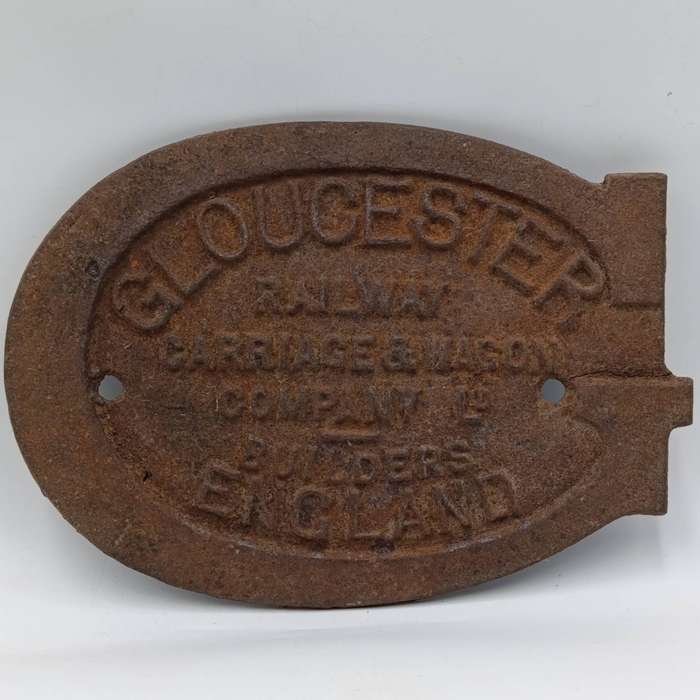 GLOUCESTER
RAILWAY
CARRIAGE & WAGON
COMPANY Ld
BUILDERS
ENGLAND